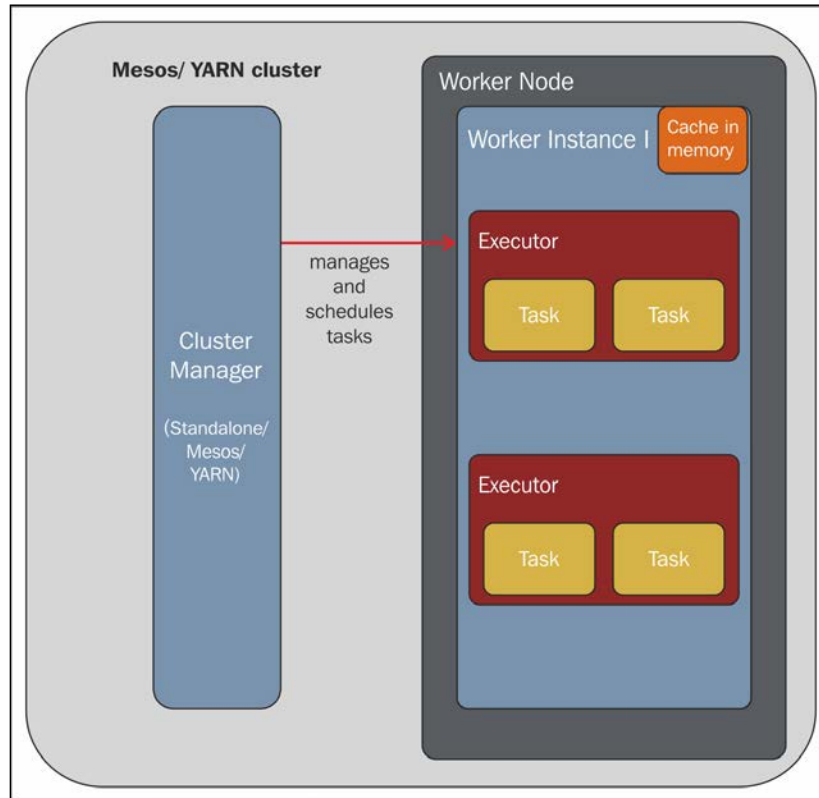 Mesos/ YARN cluster
Worker Node
Worker Instance I
Cache in
memory
Executor
Task
Task
manages
and
schedules
tasks
Cluster
Manager
(Standalone/
Mesos/
YARN)
Executor
Task
Task